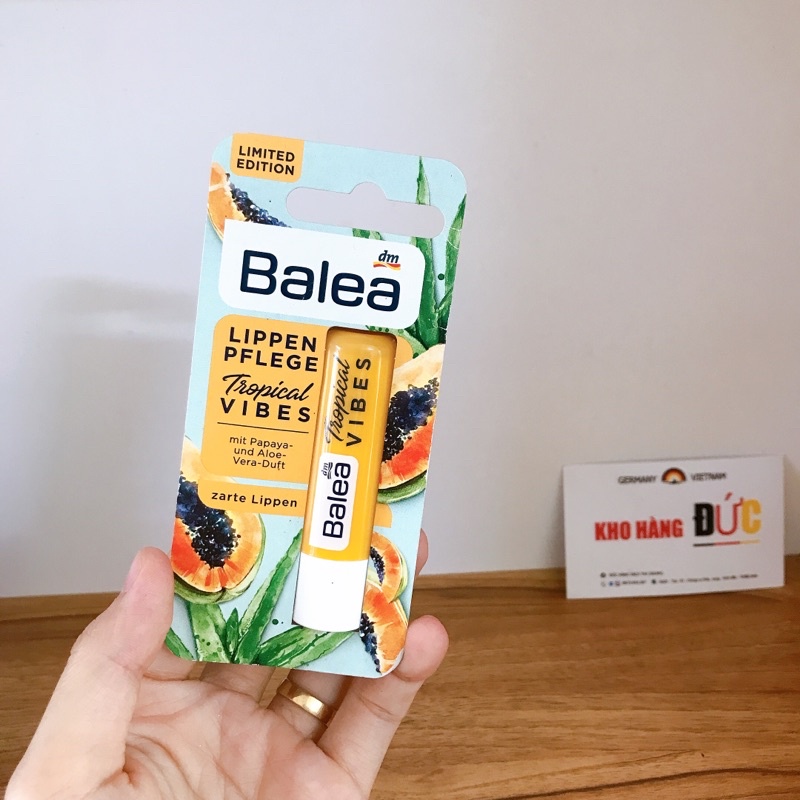 LIMITED
EDITION
dm
Balea
LIPPEN
PFLEGE
Tropical
VIBES
mit Papaya-
und Aloe-
Vera-Duft
zarte Lippen
Tropical
VIBES
dm
Balea
GERMANY VIETNAM
KHO HÀNG ĐỨC